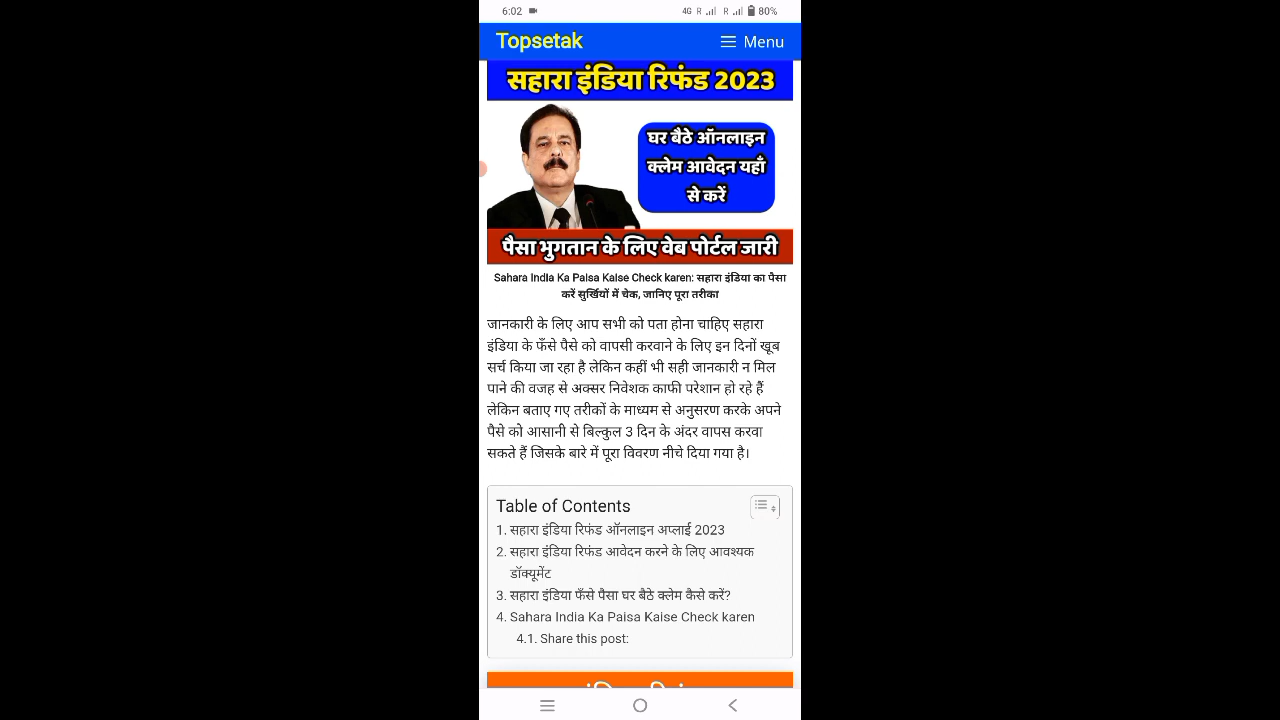 6:02
4G R R 80%
Topsetak
Menu
सहारा इंडिया रिफंड 2023
घर बैठे ऑनलाइन
क्लेम आवेदन यहाँ
से करें
पैसा भुगतान के लिए वेब पोर्टल जारी
Sahara India Ka Paisa Kaise Check karen: सहारा इंडिया का पैसा
करें सुर्खियों में चेक, जानिए पूरा तरीका
जानकारी के लिए आप सभी को पता होना चाहिए सहारा
इंडिया के फँसे पैसे को वापसी करवाने के लिए इन दिनों खूब
सर्च किया जा रहा है लेकिन कहीं भी सही जानकारी न मिल
पाने की वजह से अक्सर निवेशक काफी परेशान हो रहे हैं
लेकिन बताए गए तरीकों के माध्यम से अनुसरण करके अपने
पैसे को आसानी से बिल्कुल 3 दिन के अंदर वापस करवा
सकते हैं जिसके बारे में पूरा विवरण नीचे दिया गया है।
Table of Contents
1. सहारा इंडिया रिफंड ऑनलाइन अप्लाई 2023
2. सहारा इंडिया रिफंड आवेदन करने के लिए आवश्यक
डॉक्यूमेंट
3. सहारा इंडिया फँसे पैसा घर बैठे क्लेम कैसे करें?
4. Sahara India Ka Paisa Kaise Check karen
4.1. Share this post: